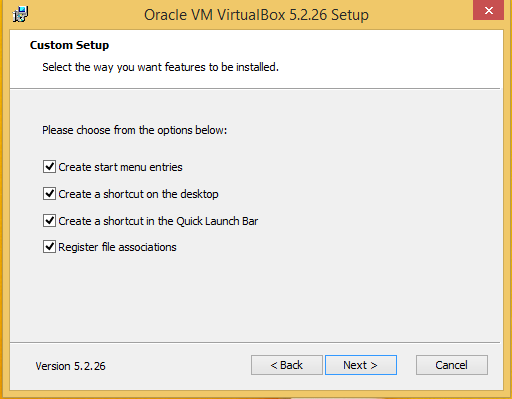 Oracle VM VirtualBox 5.2.26 Setup
Custom Setup
Select the way you want features to be installed.
Please choose from the options below:
Create start menu entries
Create a shortcut on the desktop
Create a shortcut in the Quick Launch Bar
Register file associations
Version 5.2.26
< Back
Next >
Cancel